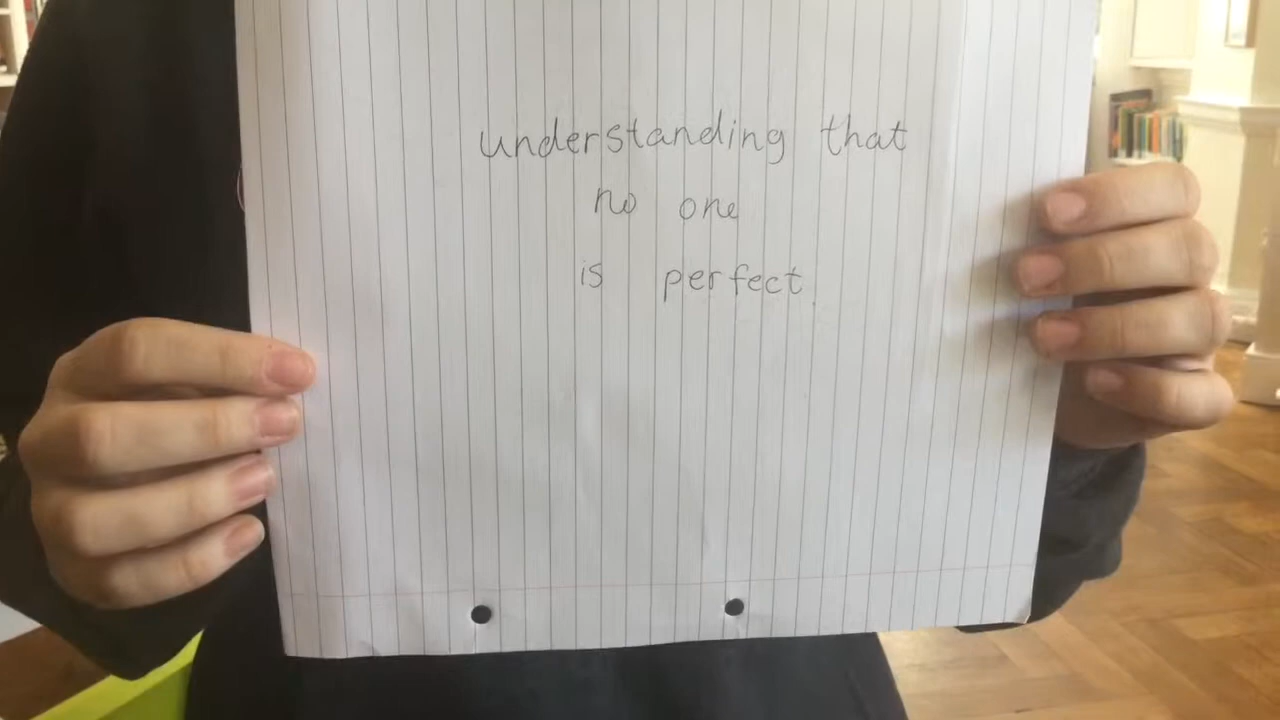 understanding that
no one
is perfect.